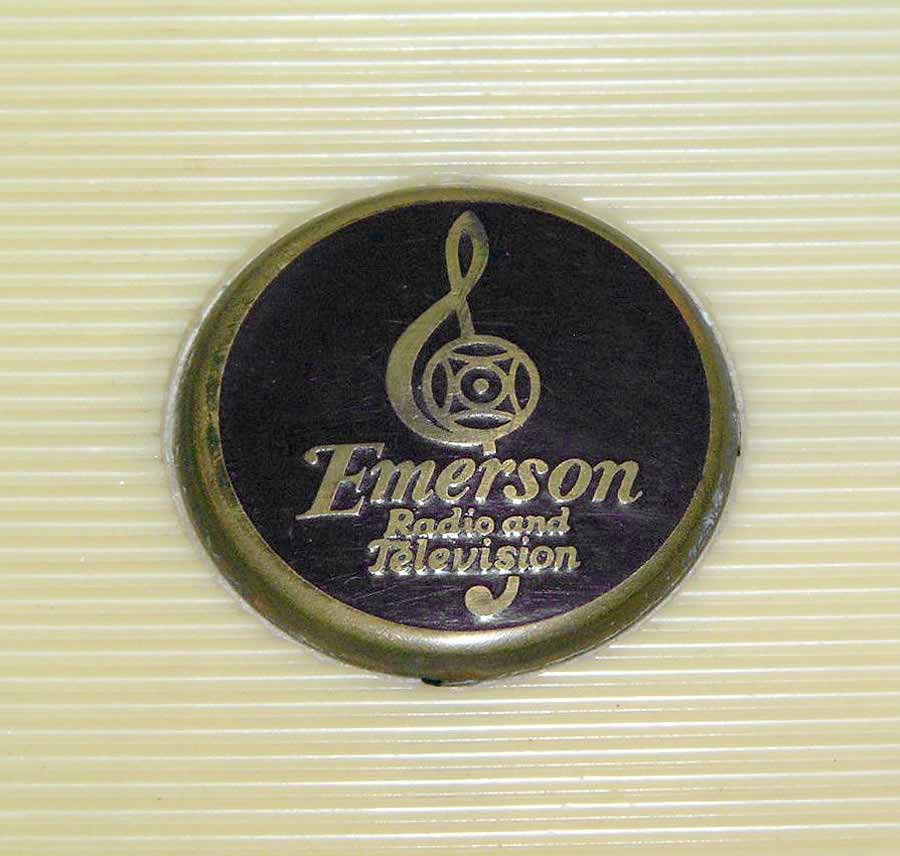 Emerson
Radio and
Television